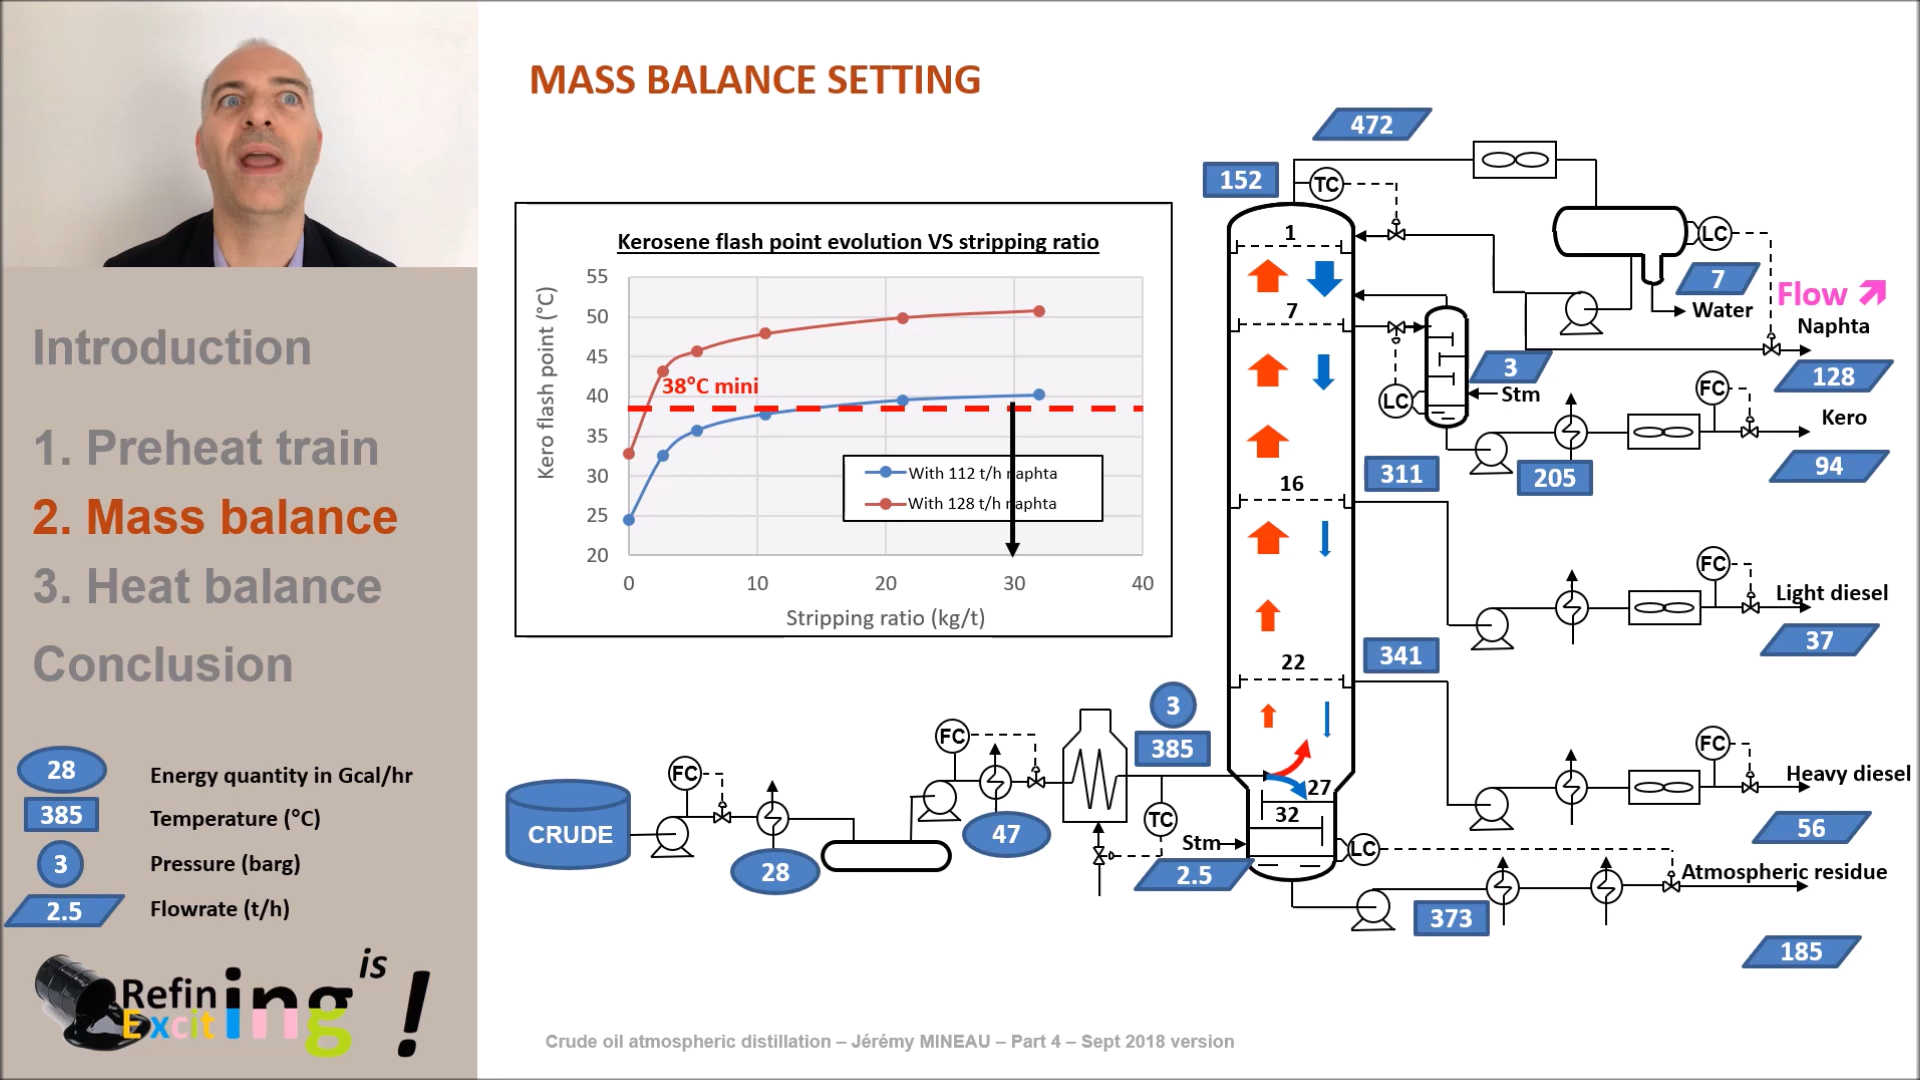 MASS BALANCE SETTING
Introduction
1. Preheat train
2. Mass balance
3. Heat balance
Conclusion
28 Energy quantity in Gcal/hr
385 Temperature (°C)
3 Pressure (barg)
2.5 Flowrate (t/h)
Refining is
Exciting !
Kerosene flash point evolution VS stripping ratio
Kero flash point (°C)
55
50
45
40
35
30
25
20
38°C mini
With 112 t/h naphta
With 128 t/h naphta
0 10 20 30 40
Stripping ratio (kg/t)
472
152
TC
1
LC
7
Water
Flow
Naphta
128
7
3
Stm
LC
FC
Kero
94
205
311
16
FC
Light diesel
37
341
22
FC
Heavy diesel
56
CRUDE
FC
28
FC
47
3
385
TC
27
32
Stm
2.5
LC
373
Atmospheric residue
185
Crude oil atmospheric distillation – Jérémy MINEAU – Part 4 – Sept 2018 version